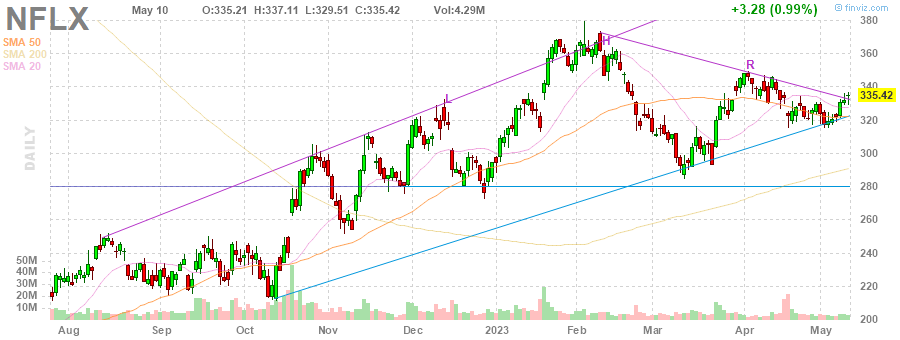 NFLX May 10 O:335.21 H:337.11 L:329.51 C:335.42 Vol:4.29M +3.28 (0.99%) finviz.com
SMA 50
SMA 200
SMA 20
DAILY
L
H
R
380
360
340
335.42
320
300
280
260
240
220
200
50M
40M
30M
20M
10M
Aug Sep Oct Nov Dec 2023 Feb Mar Apr May